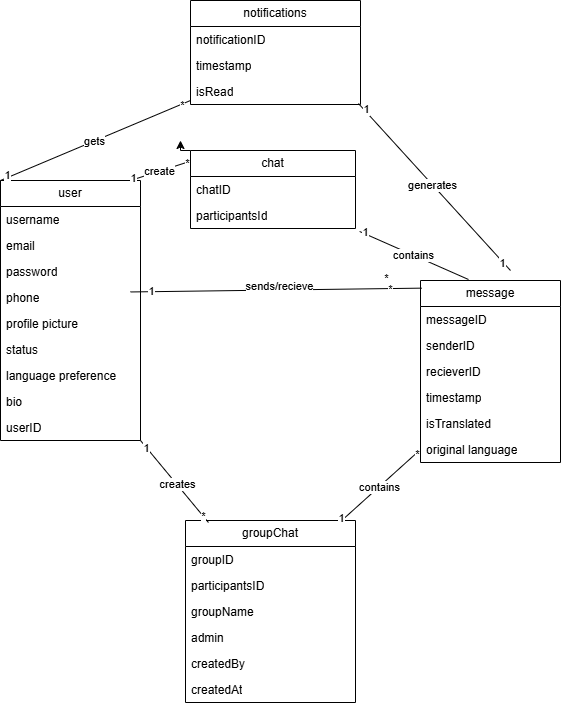 notifications
notificationID
timestamp
isRead
*
1
gets
1
create
*
chat
chatID
participantsId
1
generates
1
1
contains
*
user
username
email
password
phone
profile picture
status
language preference
bio
userID
1
sends/recieve
*
message
messageID
senderID
recieverID
timestamp
isTranslated
original language
1
creates
*
*
contains
1
groupChat
groupID
participantsID
groupName
admin
createdBy
createdAt